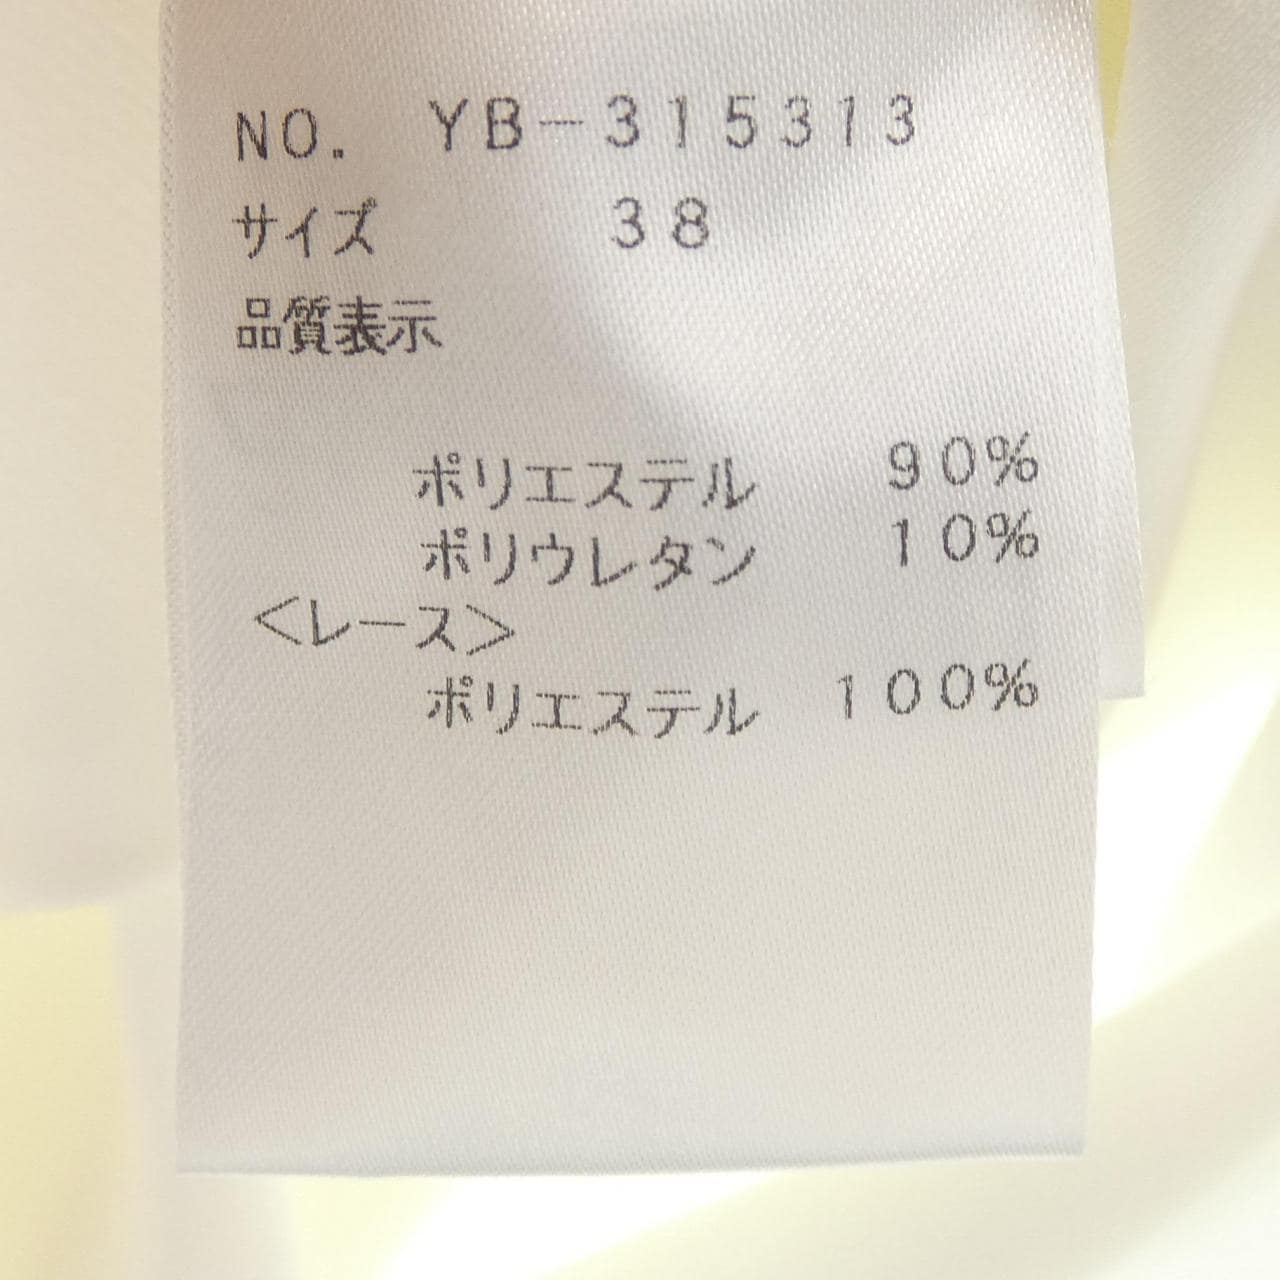 NO. YB-315313
サイズ 38
品質表示
ポリエステル 90%
ポリウレタン 10%
<レース>
ポリエステル 100%